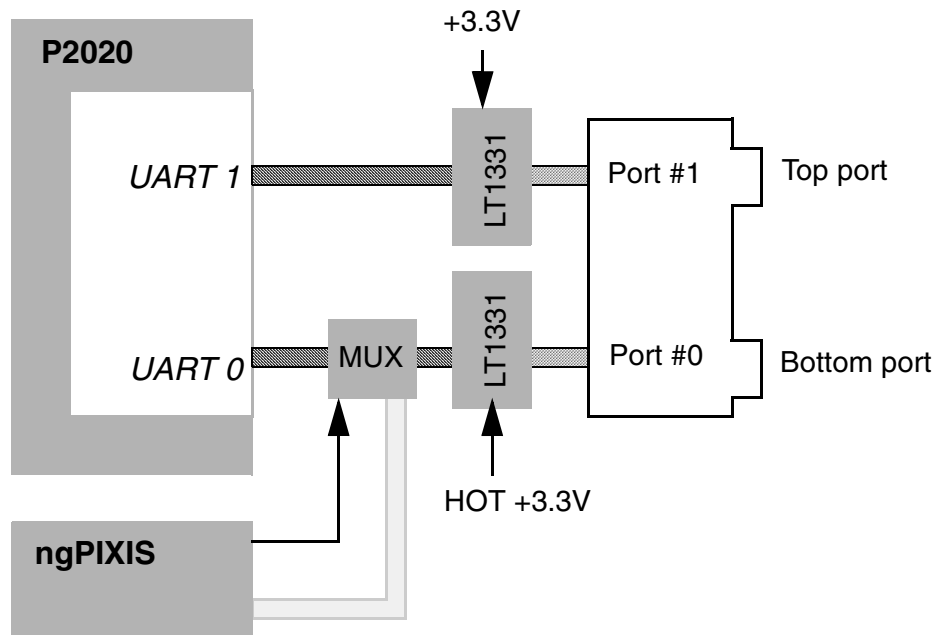 +3.3V
P2020
UART 1
LT1331
Port #1
Top port
UART 0
MUX
LT1331
Port #0
Bottom port
HOT +3.3V
ngPIXIS